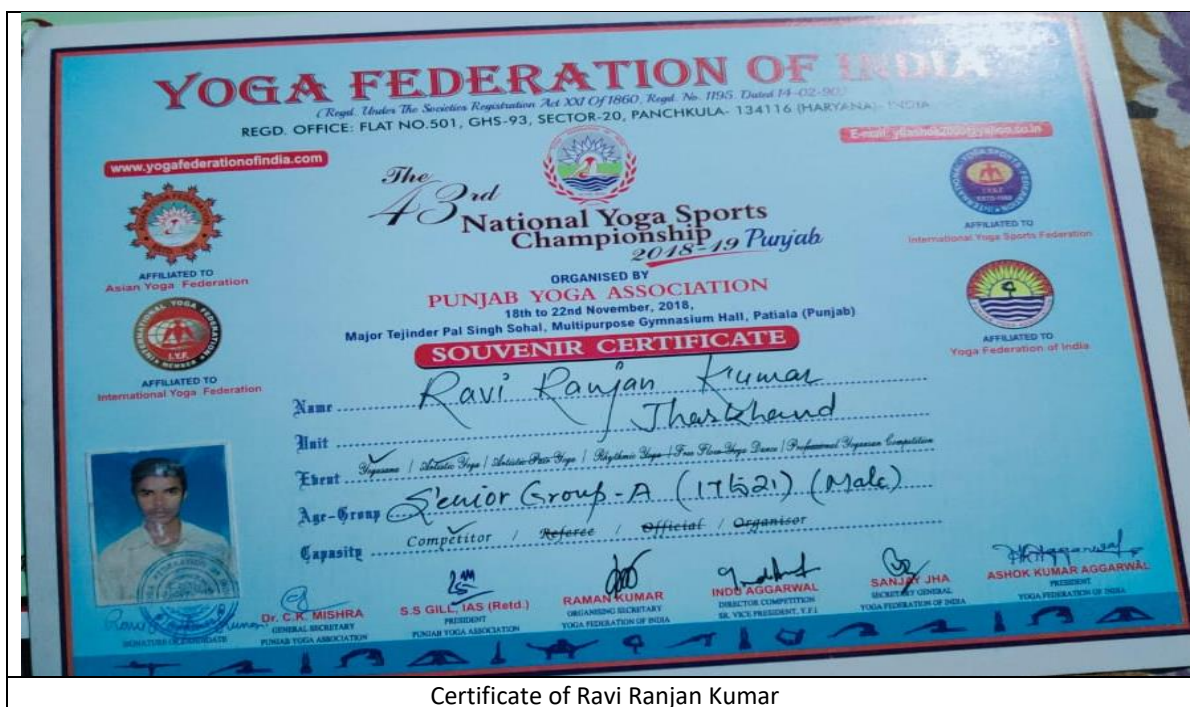 YOGA FEDERATION OF INDIA
(Regd. Under The Societies Registration Act XXI Of 1860, Regd. No. 1195. Dated 14-02-90)
REGD. OFFICE: FLAT NO.501, GHS-93, SECTOR-20, PANCHKULA- 134116 (HARYANA)- INDIA
www.yogafederationofindia.com
The
43rd
National Yoga Sports
Championship
2018-19 Punjab
AFFILIATED TO
Asian Yoga Federation
AFFILIATED TO
International Yoga Sports Federation
ORGANISED BY
PUNJAB YOGA ASSOCIATION
18th to 22nd November, 2018,
Major Tejinder Pal Singh Sohal, Multipurpose Gymnasium Hall, Patiala (Punjab)
SOUVENIR CERTIFICATE
INTERNATIONAL YOGA FEDERATION
I.Y.F.
MEMBER
AFFILIATED TO
International Yoga Federation
AFFILIATED TO
Yoga Federation of India
Name Ravi Ranjan Kumar
Unit Jharkhand
Event Yogasana / Artistic Yoga / Artistic Pair Yoga / Rhythmic Yoga / Free Flow Yoga Dance / Professional Yogasan Competition
Age-Group Senior Group-A (17 to 21) (Male)
Capasity Competitor / Referee / Official / Organisor
SIGNATURE OF CANDIDATE
Dr. C.K. MISHRA
GENERAL SECRETARY
PUNJAB YOGA ASSOCIATION
S.S GILL, IAS (Retd.)
PRESIDENT
PUNJAB YOGA ASSOCIATION
RAMAN KUMAR
ORGANISING SECRETARY
YOGA FEDERATION OF INDIA
INDU AGGARWAL
DIRECTOR COMPETITION
SR. VICE PRESIDENT, Y.F.I.
SANJAY JHA
SECRETARY GENERAL
YOGA FEDERATION OF INDIA
ASHOK KUMAR AGGARWAL
PRESIDENT
YOGA FEDERATION OF INDIA
Certificate of Ravi Ranjan Kumar